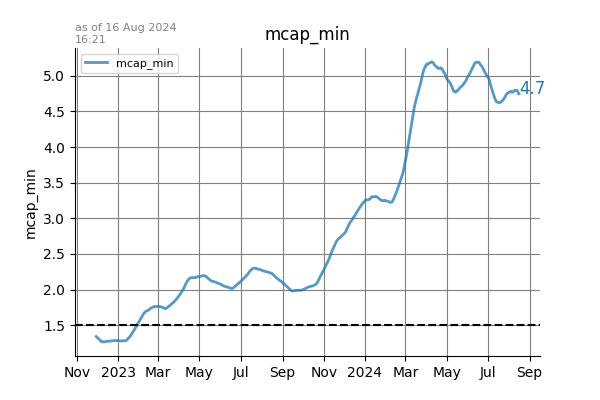 as of 16 Aug 2024
16:21
mcap_min
mcap_min
5.0
4.7
4.5
4.0
3.5
3.0
2.5
2.0
1.5
mcap_min
Nov 2023 Mar May Jul Sep Nov 2024 Mar May Jul Sep